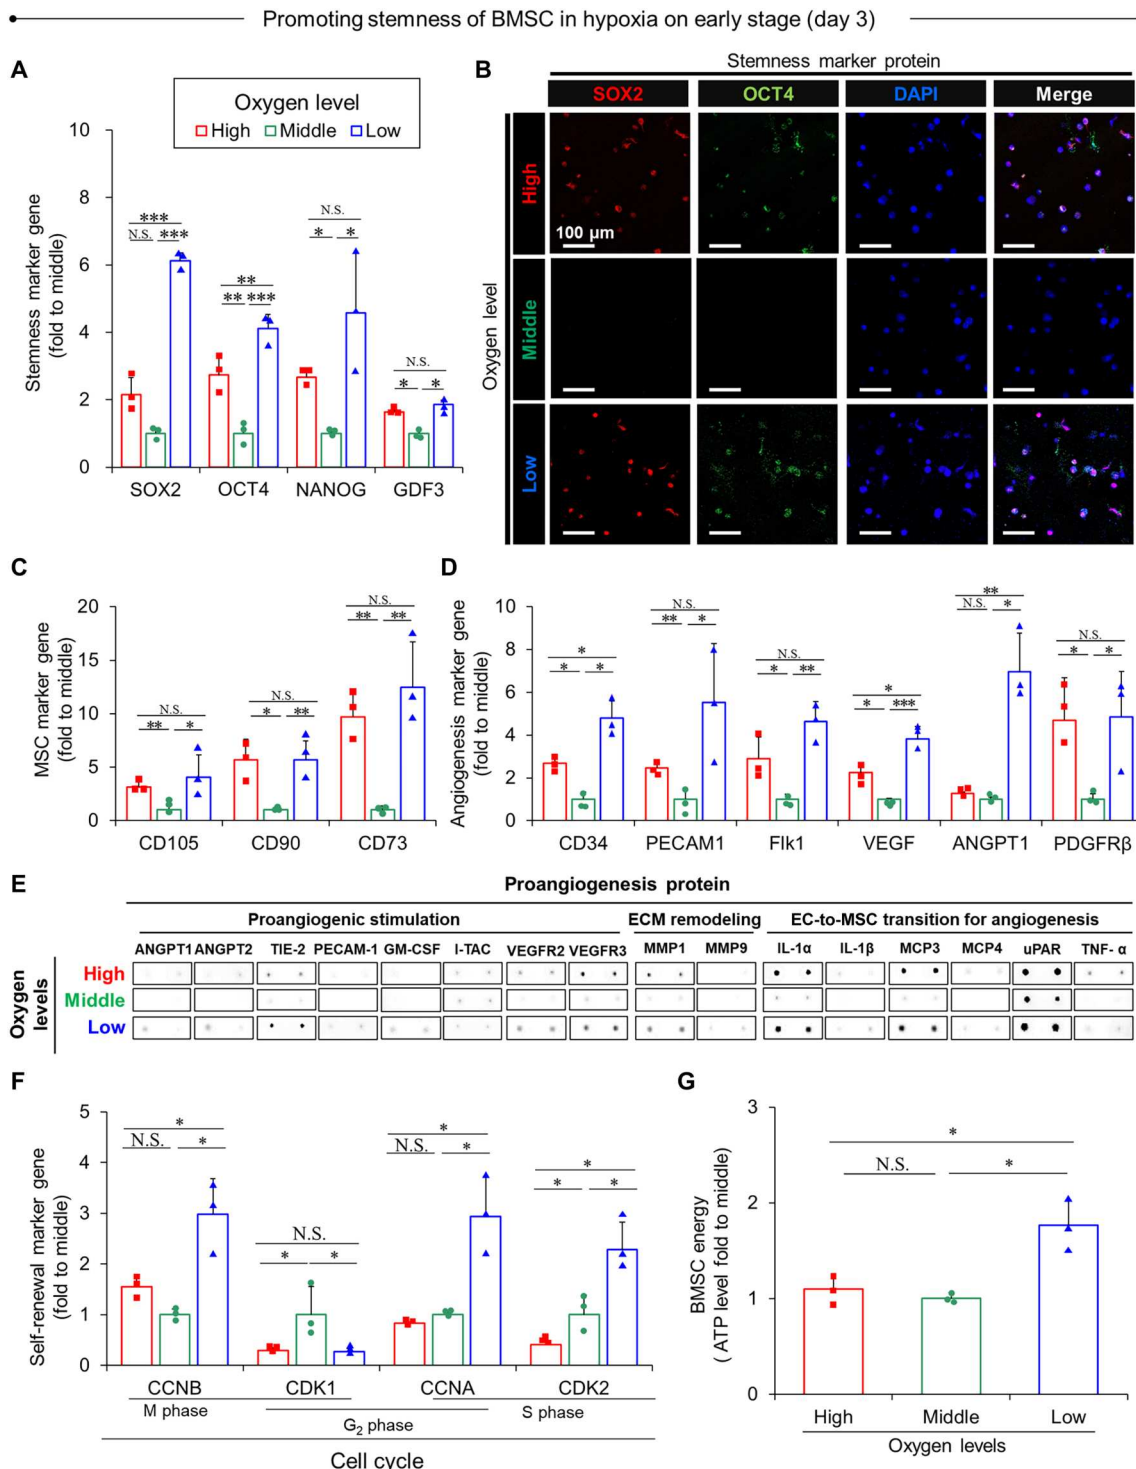 Promoting stemness of BMSC in hypoxia on early stage (day 3)
A
Oxygen level
High Middle Low
Stemness marker gene
(fold to middle)
10
8
6
4
2
0
***
N.S. ***
**
** ***
N.S.
* *
N.S.
* *
SOX2 OCT4 NANOG GDF3
B
Stemness marker protein
SOX2 OCT4 DAPI Merge
Oxygen level
High
Middle
Low
100 μm
C
MSC marker gene
(fold to middle)
20
15
10
5
0
N.S.
** *
N.S.
* **
N.S.
** **
CD105 CD90 CD73
D
Angiogenesis marker gene
(fold to middle)
10
8
6
4
2
0
*
* *
N.S.
** *
N.S.
* **
*
* ***
**
N.S. *
N.S.
* *
CD34 PECAM1 Flk1 VEGF ANGPT1 PDGFRβ
E
Proangiogenesis protein
Proangiogenic stimulation ECM remodeling EC-to-MSC transition for angiogenesis
ANGPT1 ANGPT2 TIE-2 PECAM-1 GM-CSF I-TAC VEGFR2 VEGFR3 MMP1 MMP9 IL-1α IL-1β MCP3 MCP4 uPAR TNF- α
Oxygen
levels
High
Middle
Low
F
Self-renewal marker gene
(fold to middle)
5
4
3
2
1
0
*
N.S. *
N.S.
* *
*
N.S. *
*
* *
CCNB CDK1 CCNA CDK2
M phase
G2 phase
S phase
Cell cycle
G
BMSC energy
( ATP level fold to middle)
3
2
1
0
*
N.S. *
High Middle Low
Oxygen levels